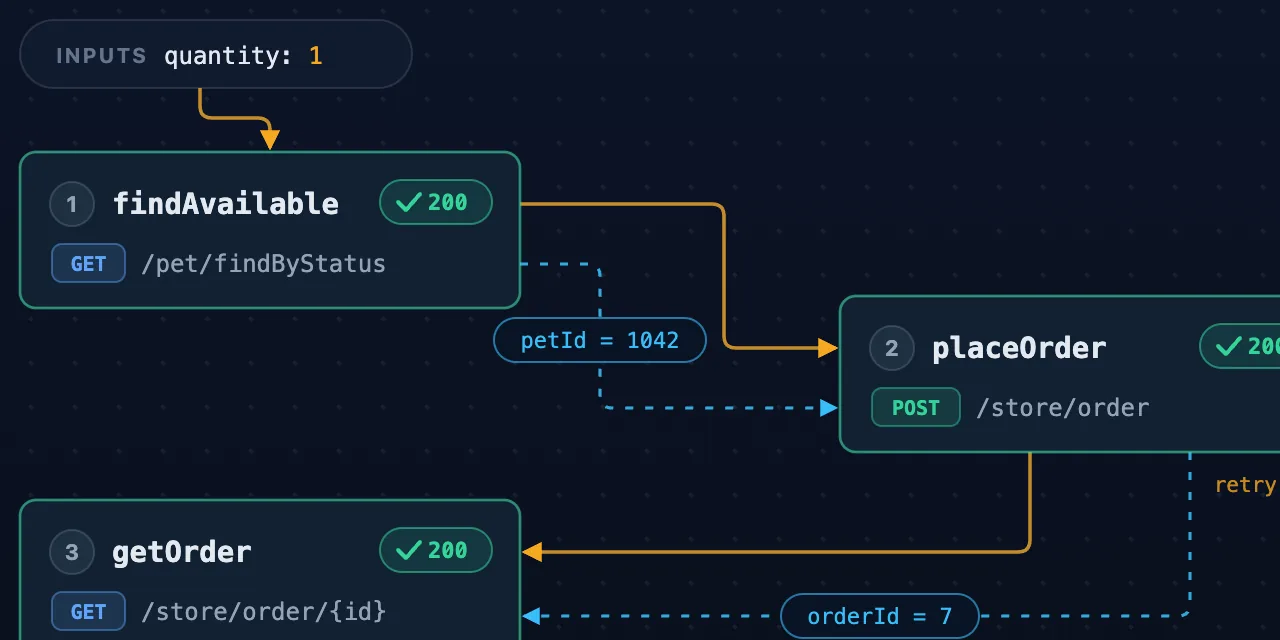 INPUTS quantity: 1
1 findAvailable ✓ 200
GET /pet/findByStatus
petId = 1042
2 placeOrder ✓ 200
POST /store/order
retry
3 getOrder ✓ 200
GET /store/order/{id}
orderId = 7